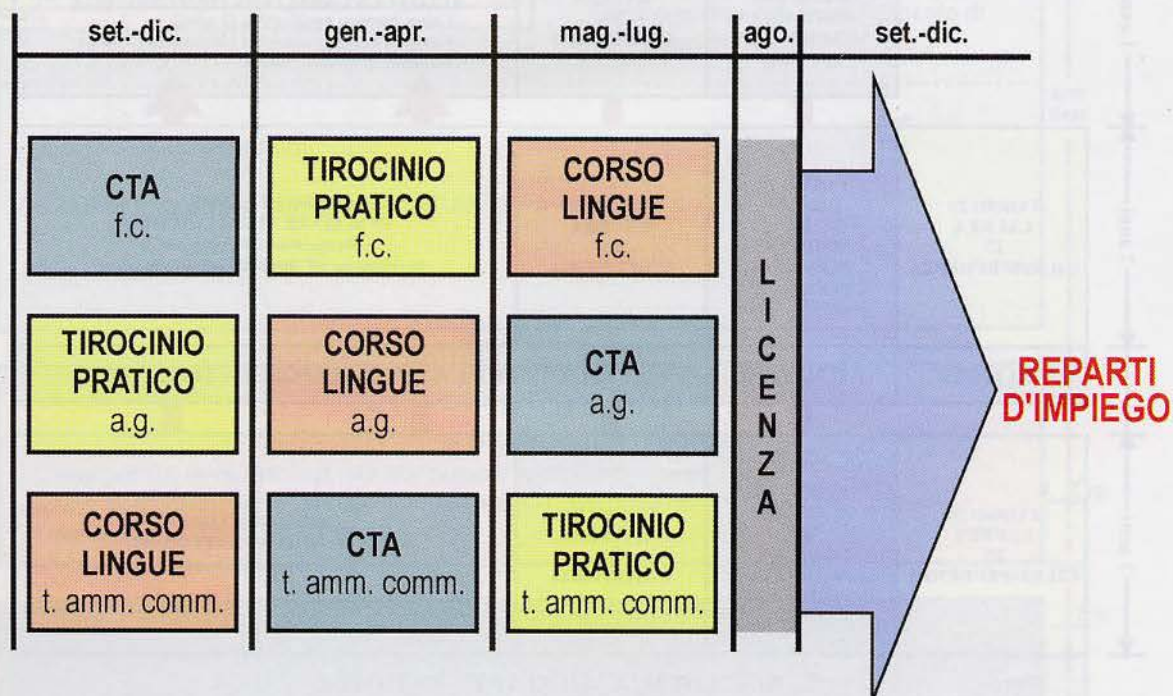 set.-dic.
gen.-apr.
mag.-lug.
ago.
set.-dic.
CTA
f.c.
TIROCINIO
PRATICO
f.c.
CORSO
LINGUE
f.c.
TIROCINIO
PRATICO
a.g.
CORSO
LINGUE
a.g.
CTA
a.g.
CORSO
LINGUE
t. amm. comm.
CTA
t. amm. comm.
TIROCINIO
PRATICO
t. amm. comm.
LICENZA
REPARTI
D'IMPIEGO